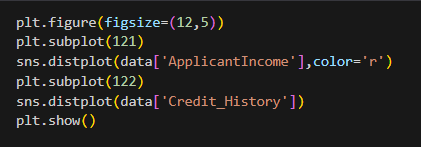 plt.figure(figsize=(12,5))
plt.subplot(121)
sns.distplot(data['ApplicantIncome'],color='r')
plt.subplot(122)
sns.distplot(data['Credit_History'])
plt.show()